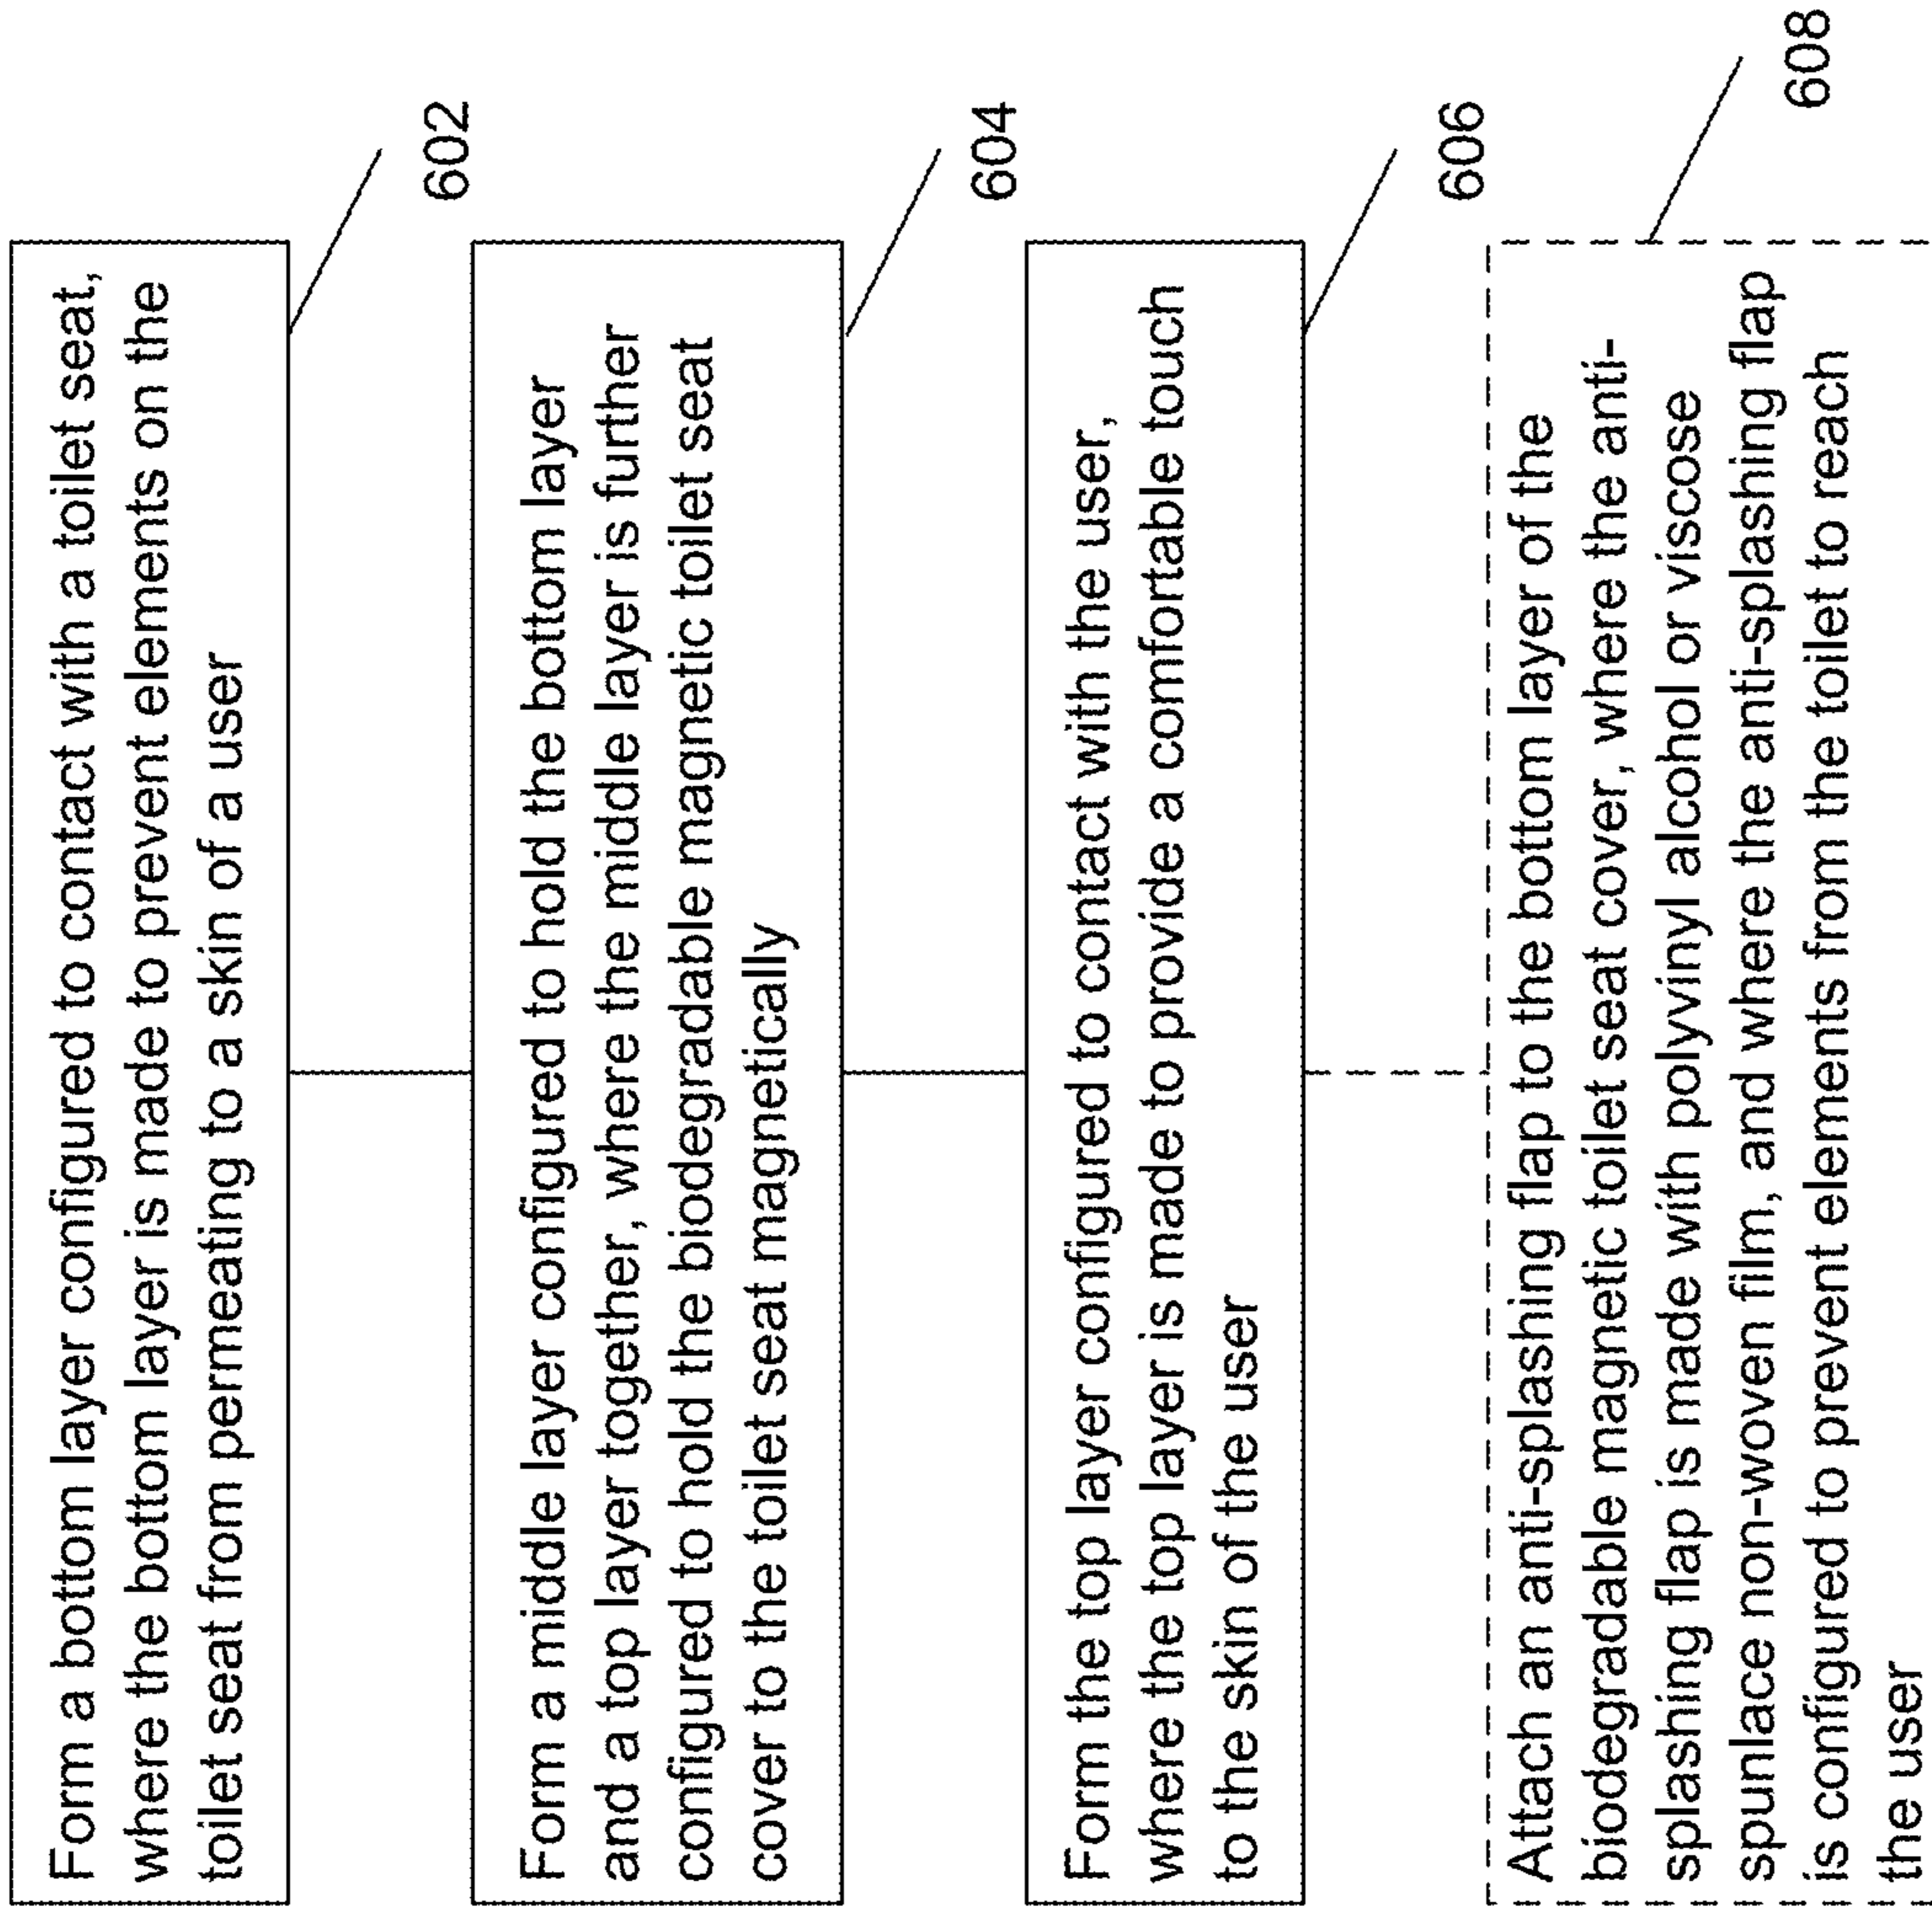 Form a bottom layer configured to contact with a toilet seat,
where the bottom layer is made to prevent elements on the
toilet seat from permeating to a skin of a user
602
Form a middle layer configured to hold the bottom layer
and a top layer together, where the middle layer is further
configured to hold the biodegradable magnetic toilet seat
cover to the toilet seat magnetically
604
Form the top layer configured to contact with the user,
where the top layer is made to provide a comfortable touch
to the skin of the user
606
Attach an anti-splashing flap to the bottom layer of the
biodegradable magnetic toilet seat cover, where the anti-
splashing flap is made with polyvinyl alcohol or viscose
spunlace non-woven film, and where the anti-splashing flap
is configured to prevent elements from the toilet to reach
the user
608